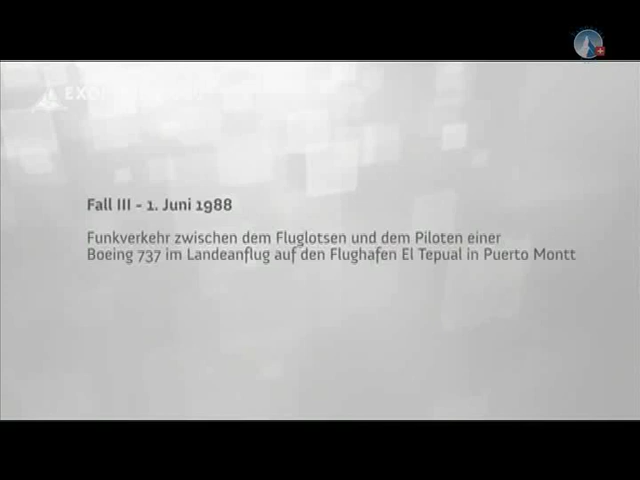 Fall III - 1. Juni 1988
Funkverkehr zwischen dem Fluglotsen und dem Piloten einer
Boeing 737 im Landeanflug auf den Flughafen El Tepual in Puerto Montt